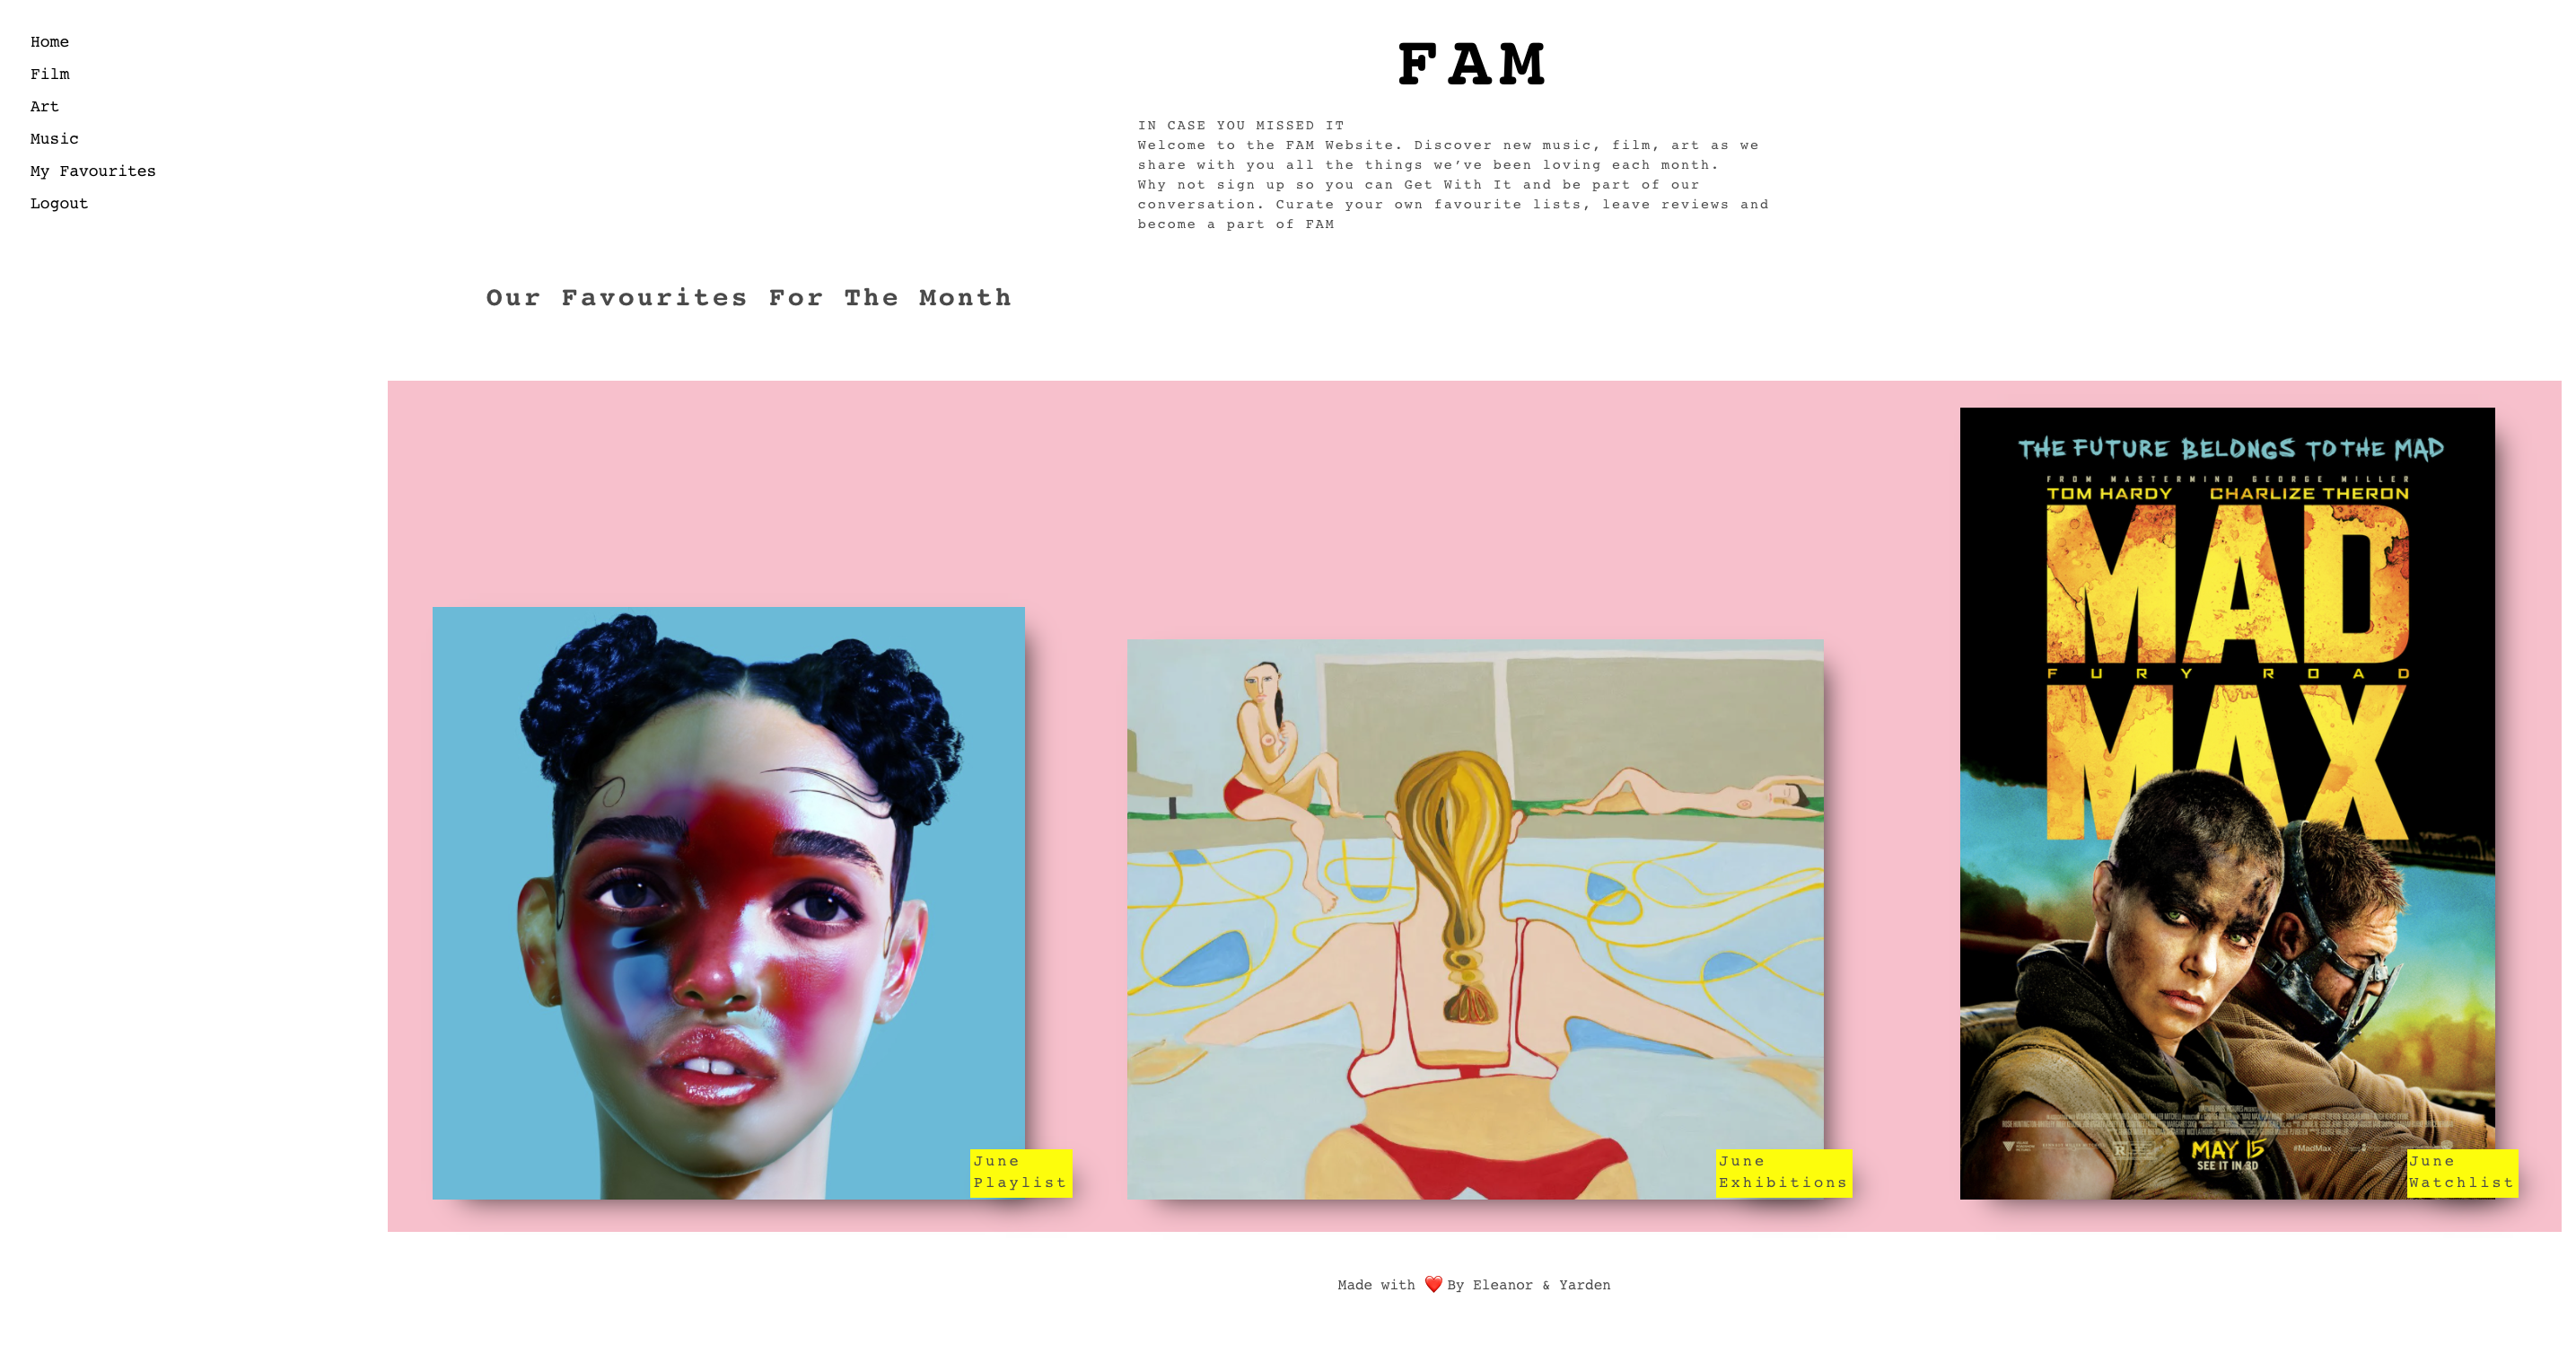 Home
Film
Art
Music
My Favourites
Logout
FAM
IN CASE YOU MISSED IT
Welcome to the FAM Website. Discover new music, film, art as we
share with you all the things we’ve been loving each month.
Why not sign up so you can Get With It and be part of our
conversation. Curate your own favourite lists, leave reviews and
become a part of FAM
Our Favourites For The Month
June
Playlist
June
Exhibitions
THE FUTURE BELONGS TO THE MAD
FROM MASTERMIND GEORGE MILLER
TOM HARDY CHARLIZE THERON
MAD
FURY ROAD
MAX
MAY 15
SEE IT IN 3D
#MadMax
June
Watchlist
Made with ❤️ By Eleanor & Yarden